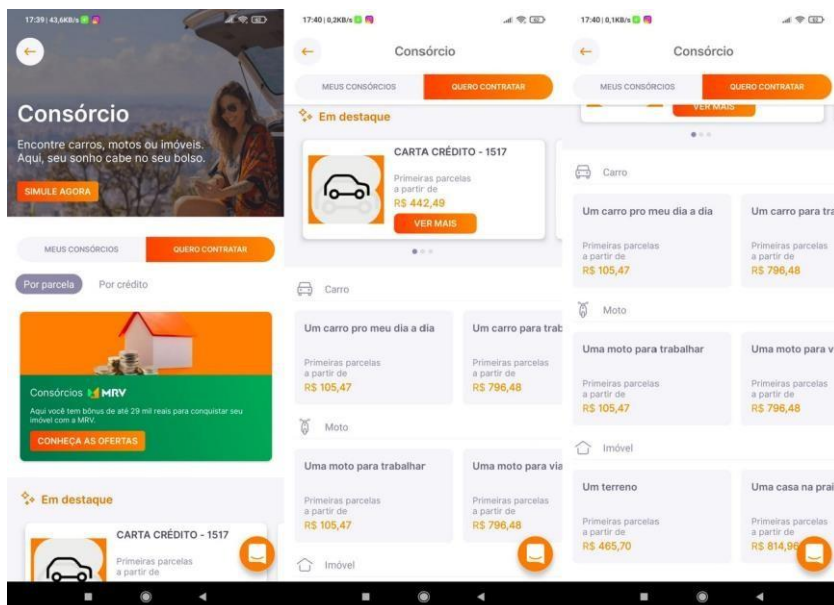 17:39 | 43,6KB/s
Consórcio
Encontre carros, motos ou imóveis.
Aqui, seu sonho cabe no seu bolso.
SIMULE AGORA
MEUS CONSÓRCIOS
QUERO CONTRATAR
Por parcela
Por crédito
Consórcios MRV
Aqui você tem bônus de até 29 mil reais para conquistar seu
imóvel com a MRV.
CONHEÇA AS OFERTAS
Em destaque
CARTA CRÉDITO - 1517
Primeiras parcelas
a partir de
17:40 | 0,2KB/s
Consórcio
MEUS CONSÓRCIOS
QUERO CONTRATAR
Em destaque
CARTA CRÉDITO - 1517
Primeiras parcelas
a partir de
R$ 442,49
VER MAIS
Carro
Um carro pro meu dia a dia
Primeiras parcelas
a partir de
R$ 105,47
Um carro para trab
Primeiras parcelas
a partir de
R$ 796,48
Moto
Uma moto para trabalhar
Primeiras parcelas
a partir de
R$ 105,47
Uma moto para via
Primeiras parcelas
a partir de
R$ 796,48
Imóvel
17:40 | 0,1KB/s
Consórcio
MEUS CONSÓRCIOS
QUERO CONTRATAR
VER MAIS
Carro
Um carro pro meu dia a dia
Primeiras parcelas
a partir de
R$ 105,47
Um carro para tra
Primeiras parcelas
a partir de
R$ 796,48
Moto
Uma moto para trabalhar
Primeiras parcelas
a partir de
R$ 105,47
Uma moto para v
Primeiras parcelas
a partir de
R$ 796,48
Imóvel
Um terreno
Primeiras parcelas
a partir de
R$ 465,70
Uma casa na prai
Primeiras parcelas
a partir de
R$ 814,96